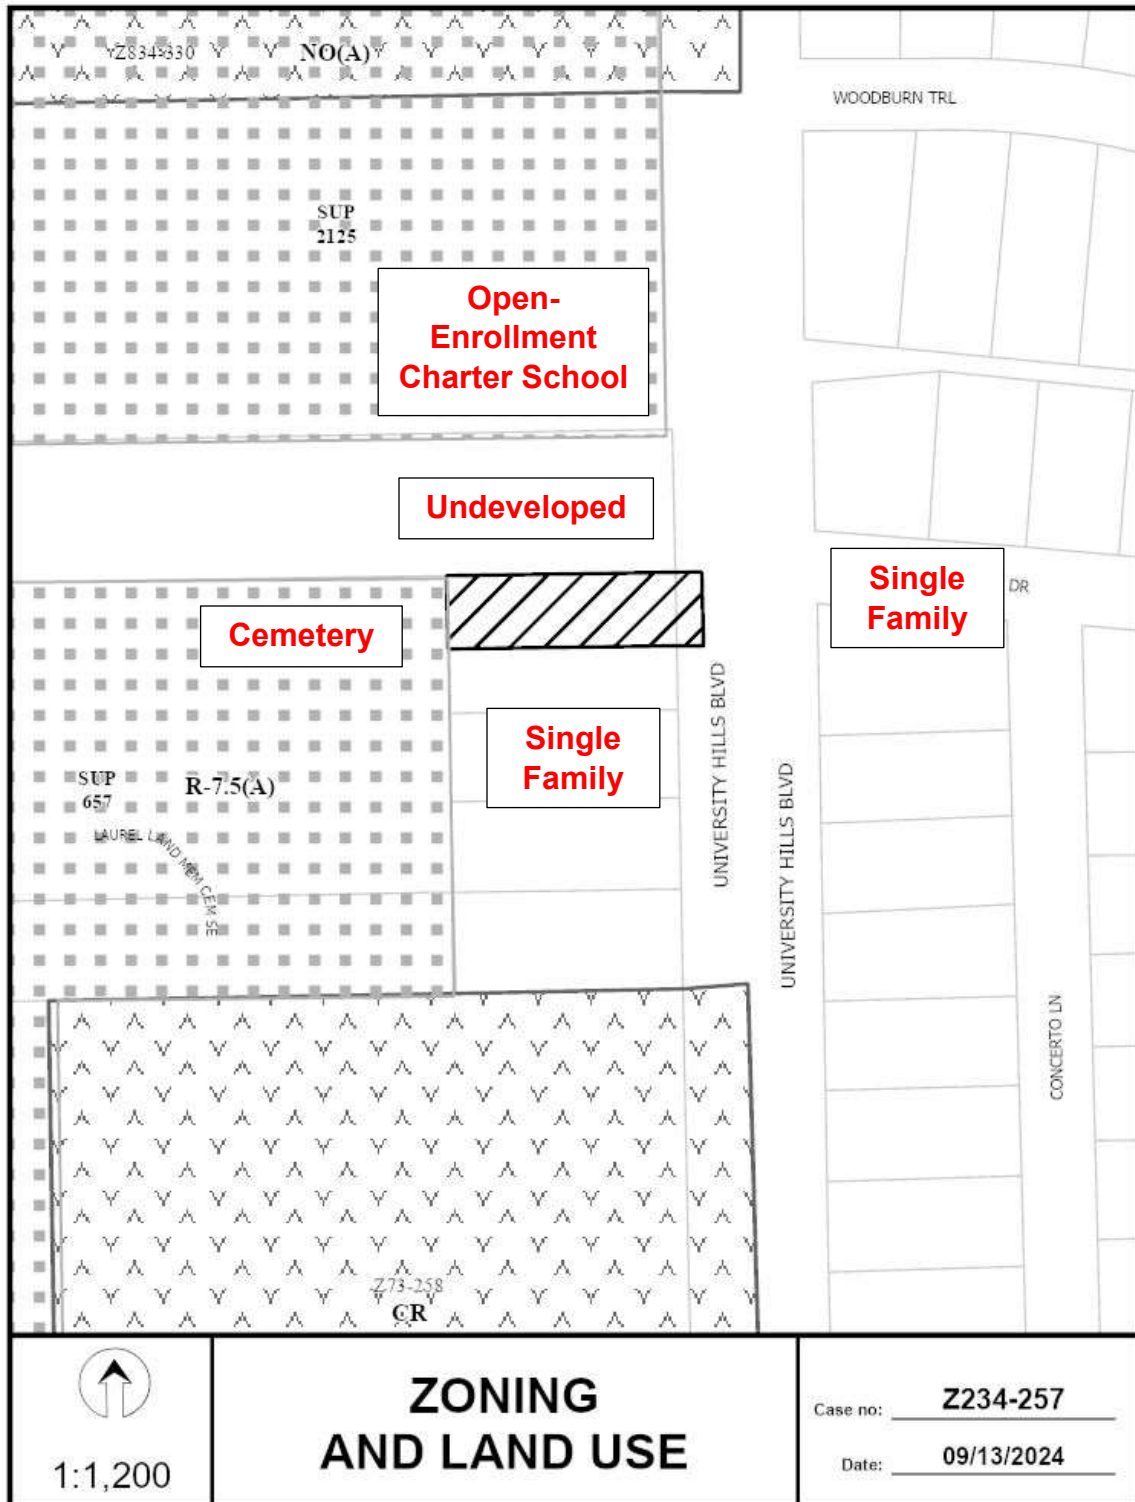 Z834-330
NO(A)
WOODBURN TRL
SUP
2125
Open-
Enrollment
Charter School
Undeveloped
Single
Family
DR
Cemetery
Single
Family
UNIVERSITY HILLS BLVD
UNIVERSITY HILLS BLVD
SUP
657
R-7.5(A)
LAUREL LAND MEM CEM SE
CONCERTO LN
Z73-258
CR
1:1,200
ZONING
AND LAND USE
Case no: Z234-257
Date: 09/13/2024